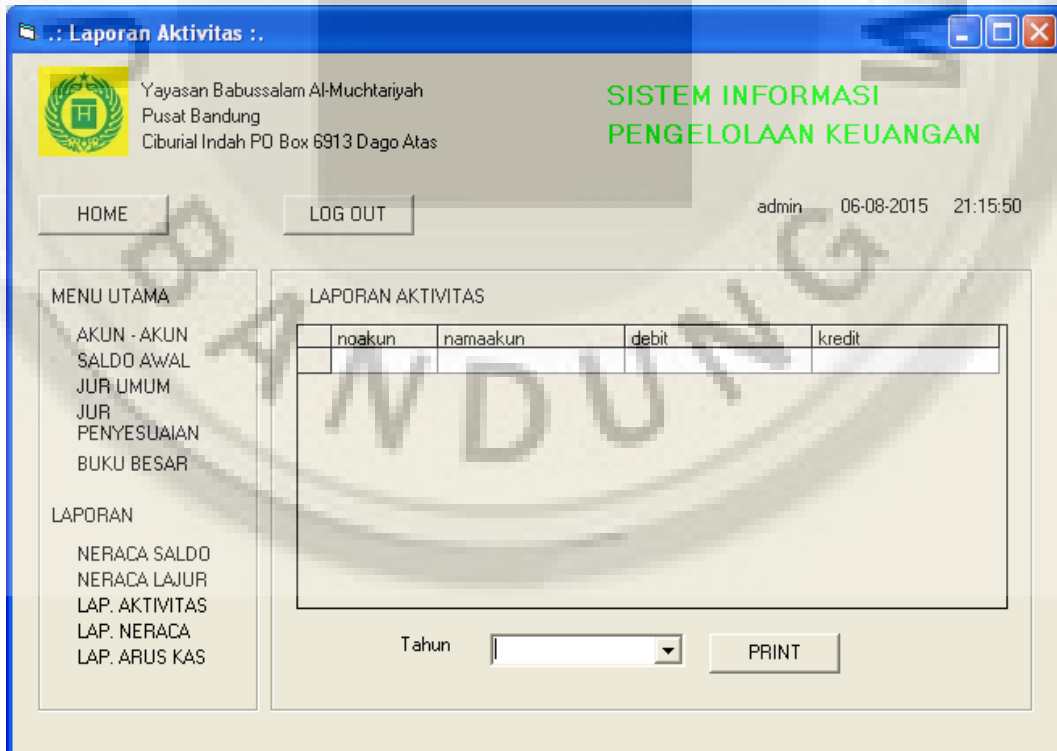 .: Laporan Aktivitas :.
Yayasan Babussalam Al-Muchtariyah
Pusat Bandung
Ciburial Indah PO Box 6913 Dago Atas
SISTEM INFORMASI
PENGELOLAAN KEUANGAN
HOME
LOG OUT
admin 06-08-2015 21:15:50
MENU UTAMA
AKUN - AKUN
SALDO AWAL
JUR UMUM
JUR
PENYESUAIAN
BUKU BESAR
LAPORAN
NERACA SALDO
NERACA LAJUR
LAP. AKTIVITAS
LAP. NERACA
LAP. ARUS KAS
LAPORAN AKTIVITAS
noakun namaakun debit kredit
Tahun
PRINT
BANDUNG